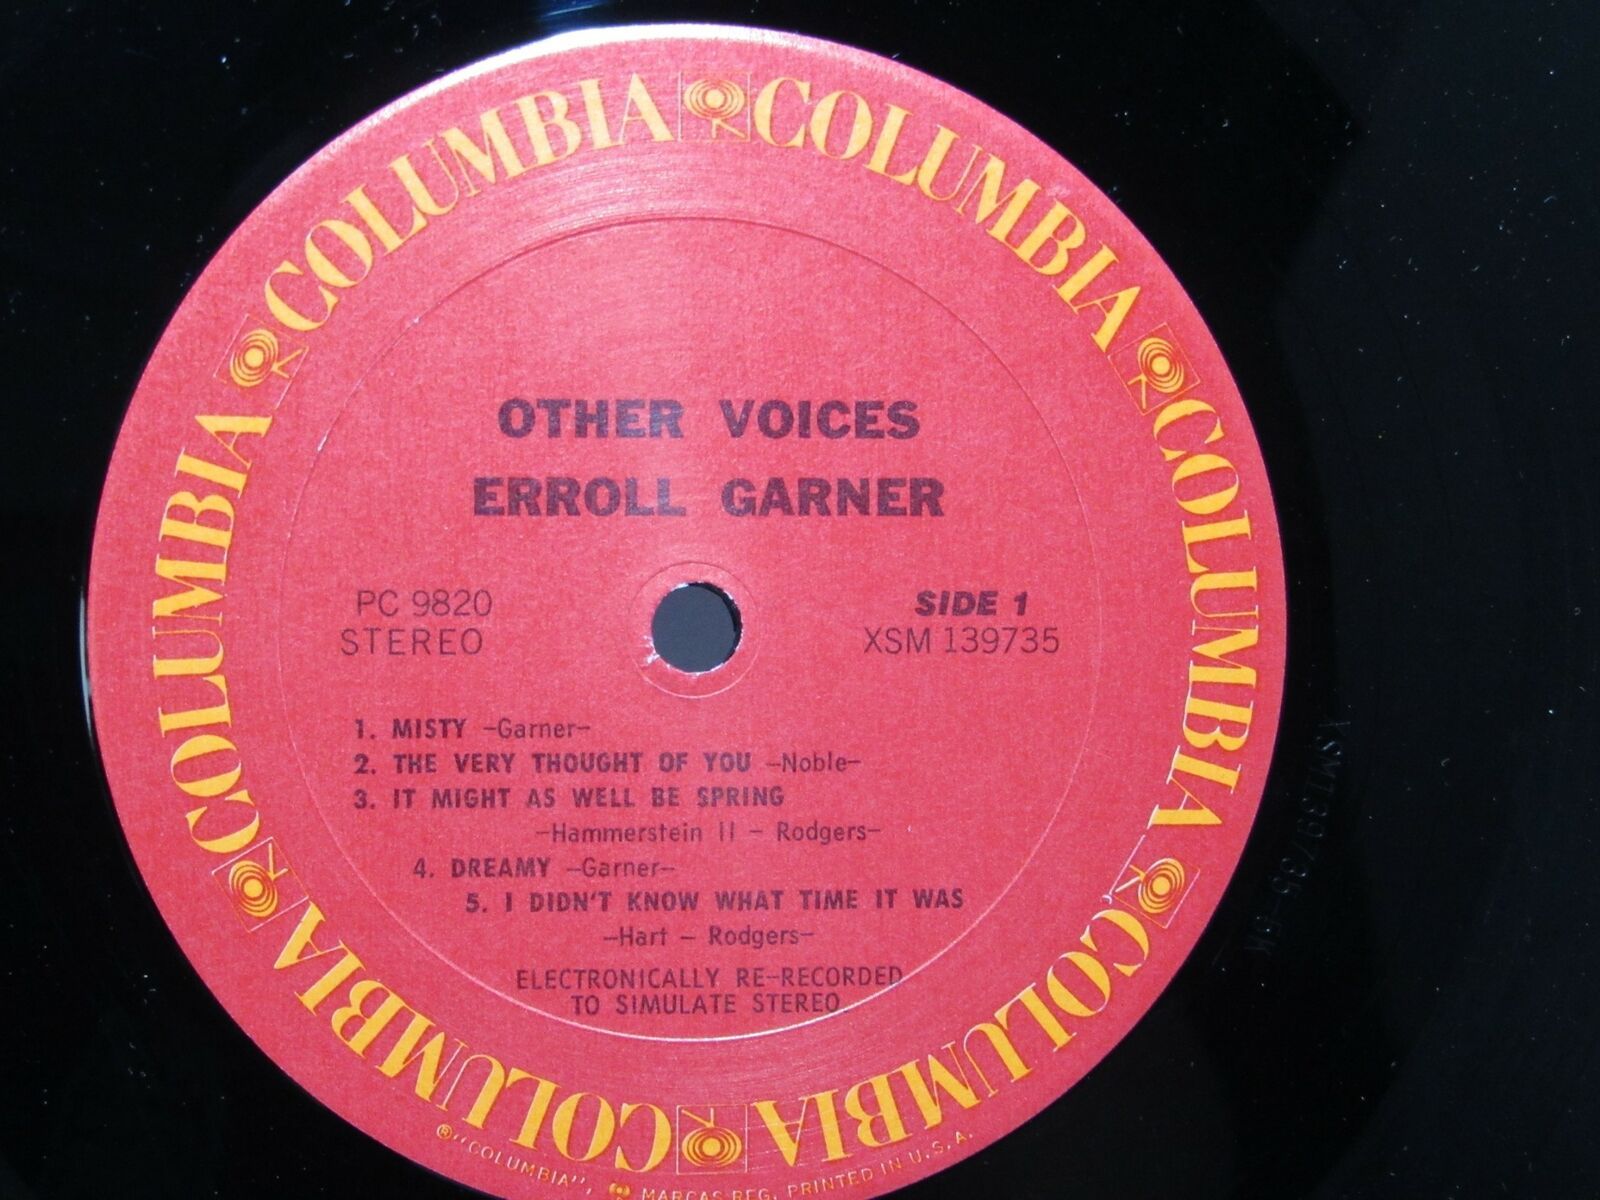 COLUMBIA COLUMBIA COLUMBIA COLUMBIA COLUMBIA COLUMBIA COLUMBIA COLUMBIA
OTHER VOICES
ERROLL GARNER
PC 9820
STEREO
SIDE 1
XSM 139735
1. MISTY –Garner–
2. THE VERY THOUGHT OF YOU –Noble–
3. IT MIGHT AS WELL BE SPRING
–Hammerstein II – Rodgers–
4. DREAMY –Garner–
5. I DIDN'T KNOW WHAT TIME IT WAS
–Hart – Rodgers–
ELECTRONICALLY RE-RECORDED
TO SIMULATE STEREO.
®"COLUMBIA", MARCAS REG. PRINTED IN U.S.A.